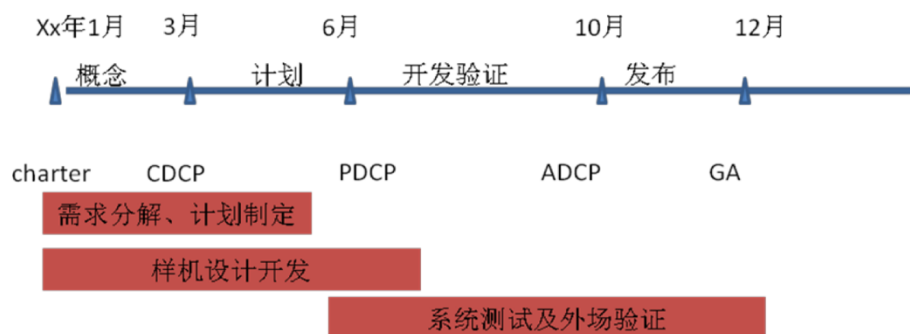 Xx年1月 3月 6月 10月 12月
概念 计划 开发验证 发布
charter CDCP PDCP ADCP GA
需求分解、计划制定
样机设计开发
系统测试及外场验证